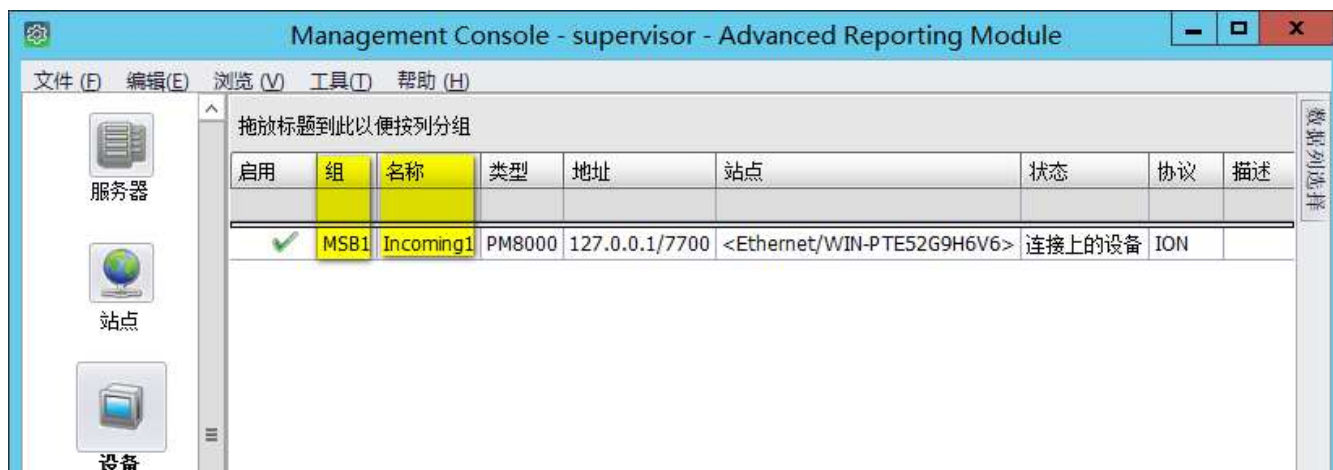 Management Console - supervisor - Advanced Reporting Module
文件 (F) 编辑(E) 浏览 (V) 工具(T) 帮助 (H)
拖放标题到此以便按列分组
启用 组 名称 类型 地址 站点 状态 协议 描述
MSB1 Incoming1 PM8000 127.0.0.1/7700 <Ethernet/WIN-PTE52G9H6V6> 连接上的设备 ION
服务器
站点
设备
数据列选择